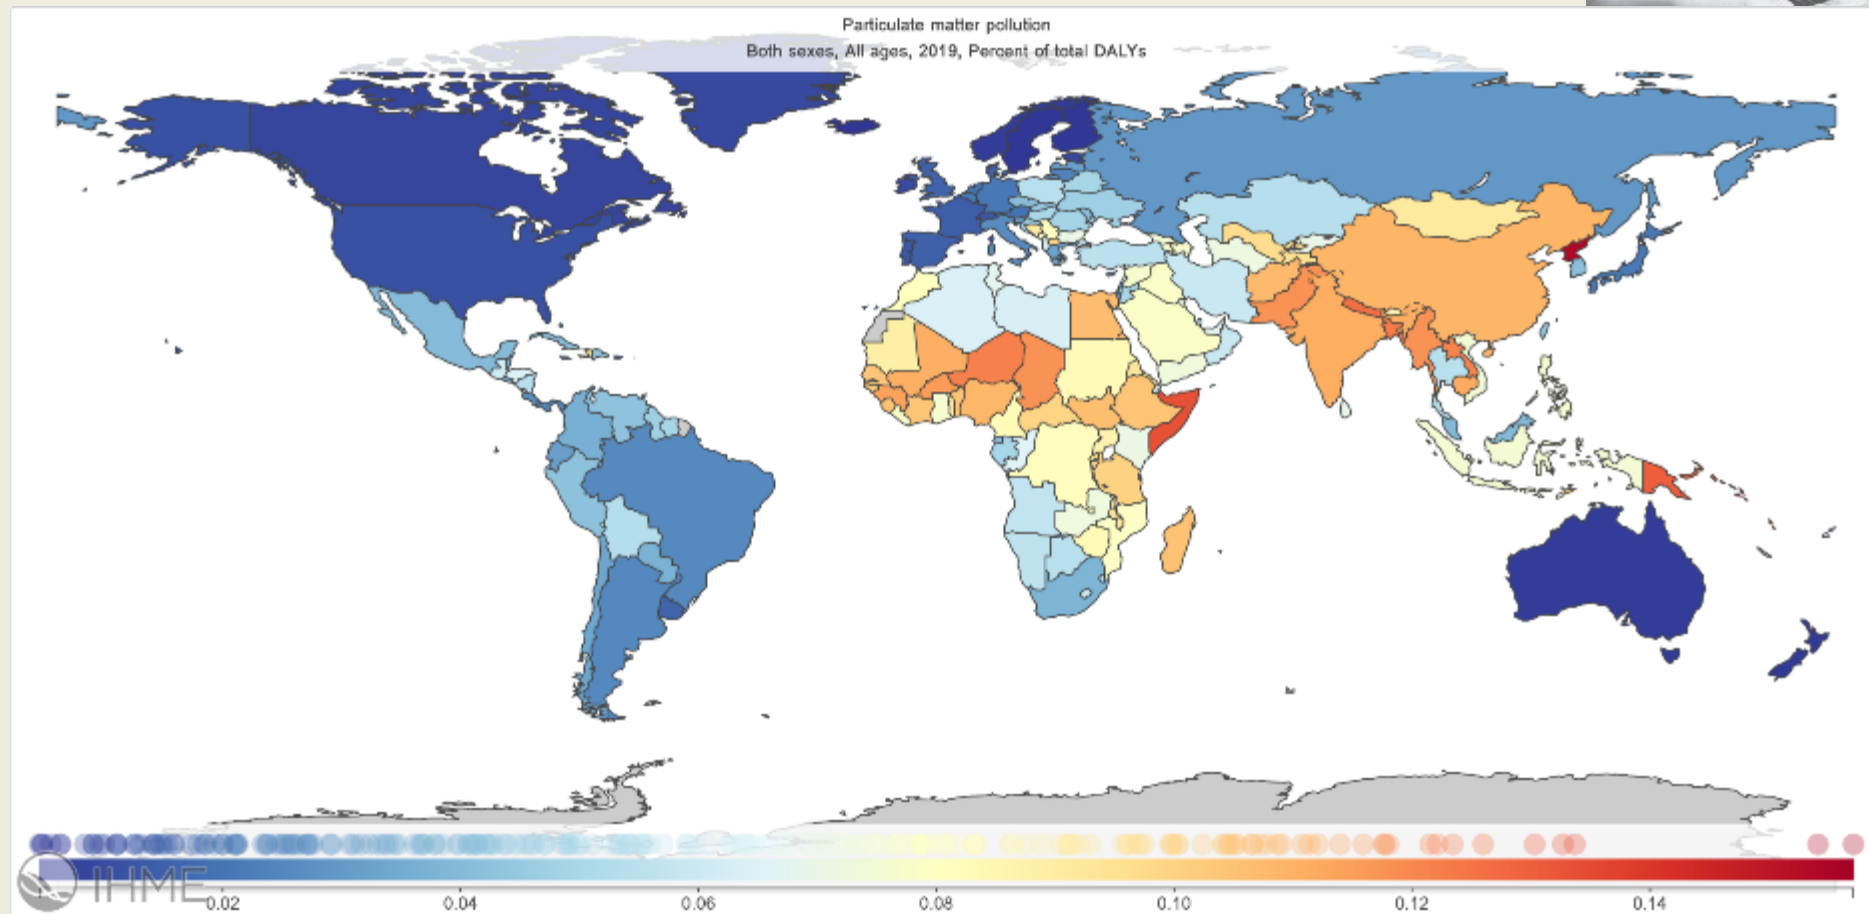 Particulate matter pollution
Both sexes, All ages, 2019, Percent of total DALYs
IHME
0.02 0.04 0.06 0.08 0.10 0.12 0.14